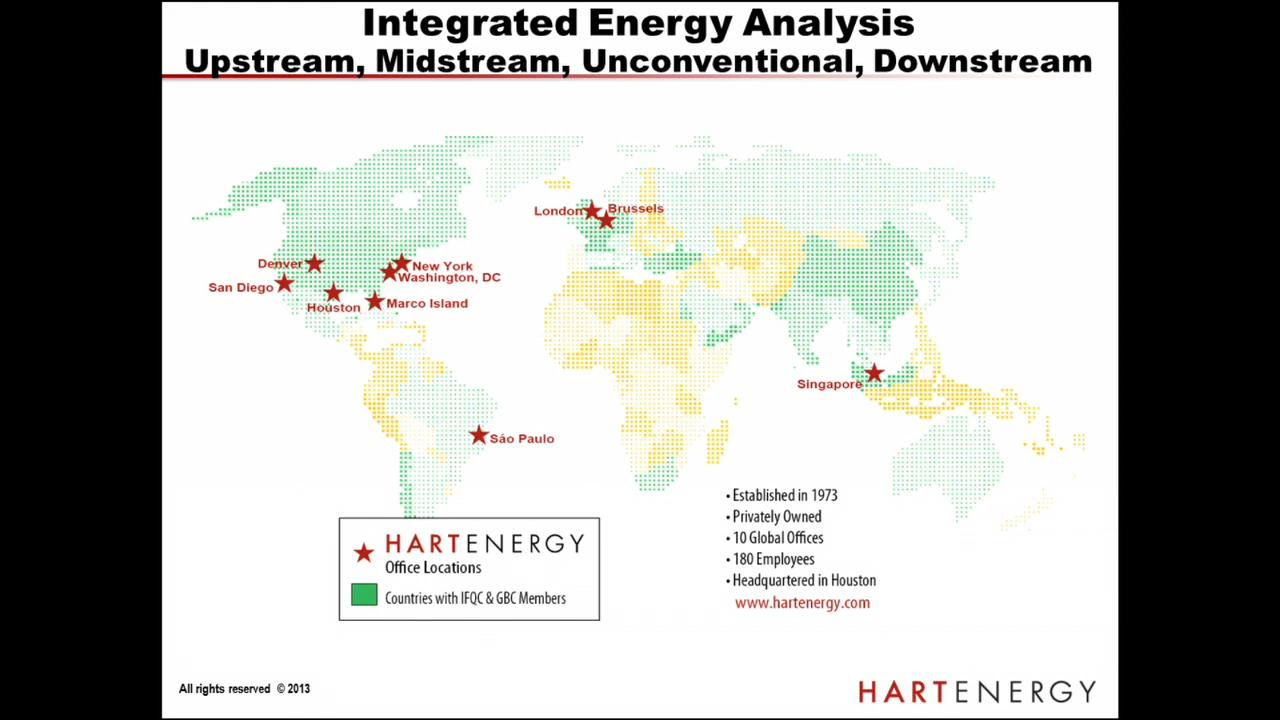 Integrated Energy Analysis
Upstream, Midstream, Unconventional, Downstream
London
Brussels
Denver
New York
Washington, DC
San Diego
Houston
Marco Island
Singapore
Sáo Paulo
• Established in 1973
• Privately Owned
• 10 Global Offices
• 180 Employees
• Headquartered in Houston
www.hartenergy.com
HARTENERGY
Office Locations
Countries with IFQC & GBC Members
All rights reserved © 2013
HARTENERGY